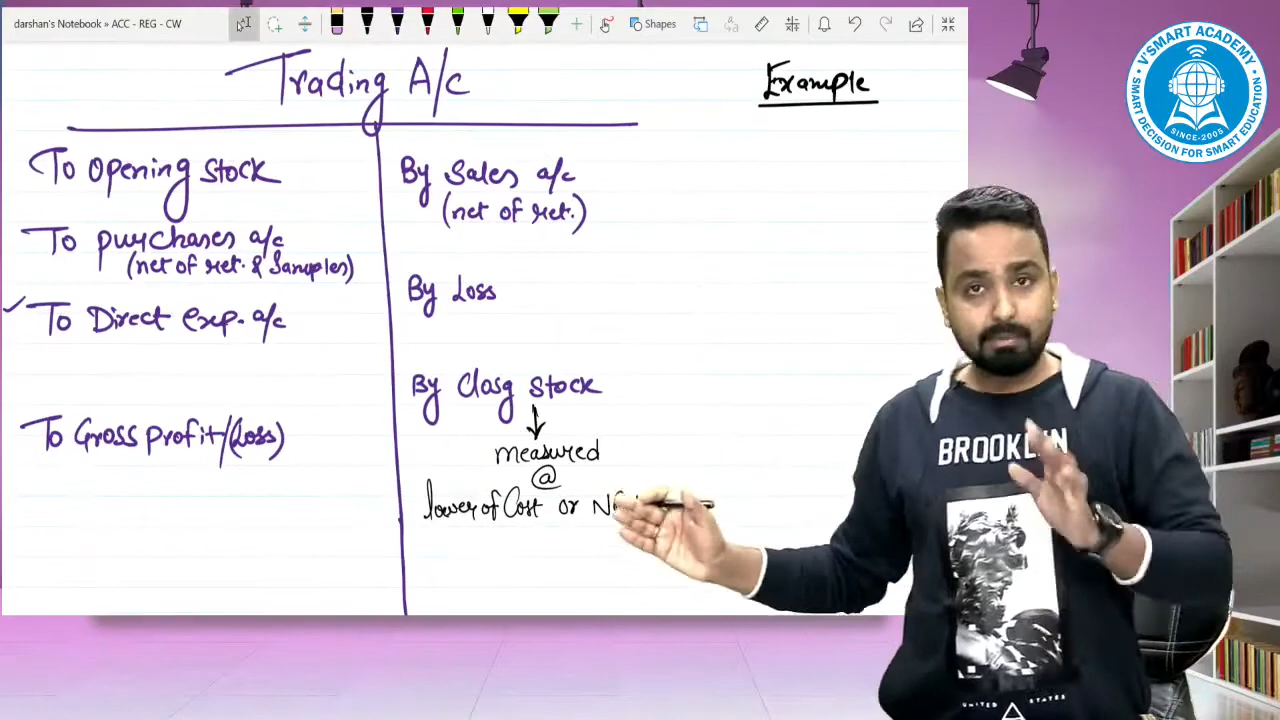 darshan's Notebook » ACC - REG - CW
Shapes
Trading A/c
Example
To Opening Stock
To purchases a/c
(net of ret. & Samples)
To Direct exp. a/c
To Gross profit/(Loss)
By Sales a/c
(net of ret.)
By Loss
By Closg Stock
measured
@
lower of Cost or
V'SMART ACADEMY
SINCE-2005
SMART DECISION FOR SMART EDUCATION
BROOKLYN
UNITED STATES